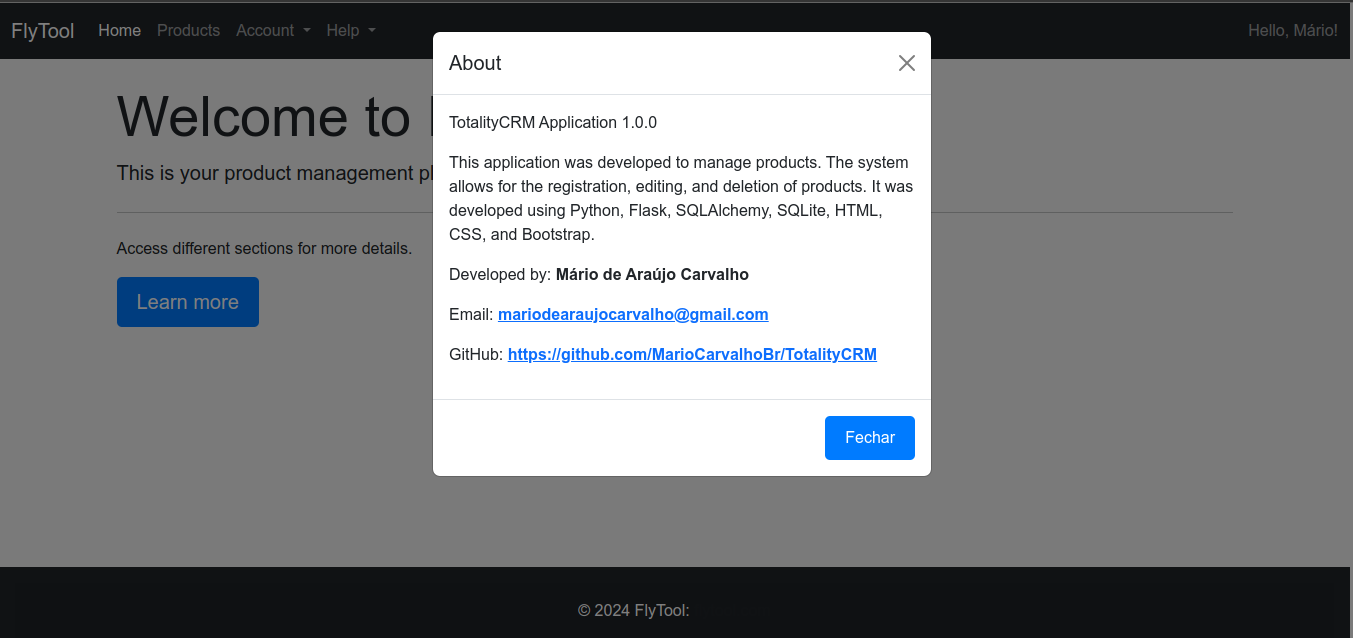 FlyTool Home Products Account Help Hello, Mário!
About
Welcome to
This is your product management
Access different sections for more details.
Learn more
TotalityCRM Application 1.0.0
This application was developed to manage products. The system
allows for the registration, editing, and deletion of products. It was
developed using Python, Flask, SQLAlchemy, SQLite, HTML,
CSS, and Bootstrap.
Developed by: Mário de Araújo Carvalho
Email: mariodearaujocarvalho@gmail.com
GitHub: https://github.com/MarioCarvalhoBr/TotalityCRM
Fechar
© 2024 FlyTool: